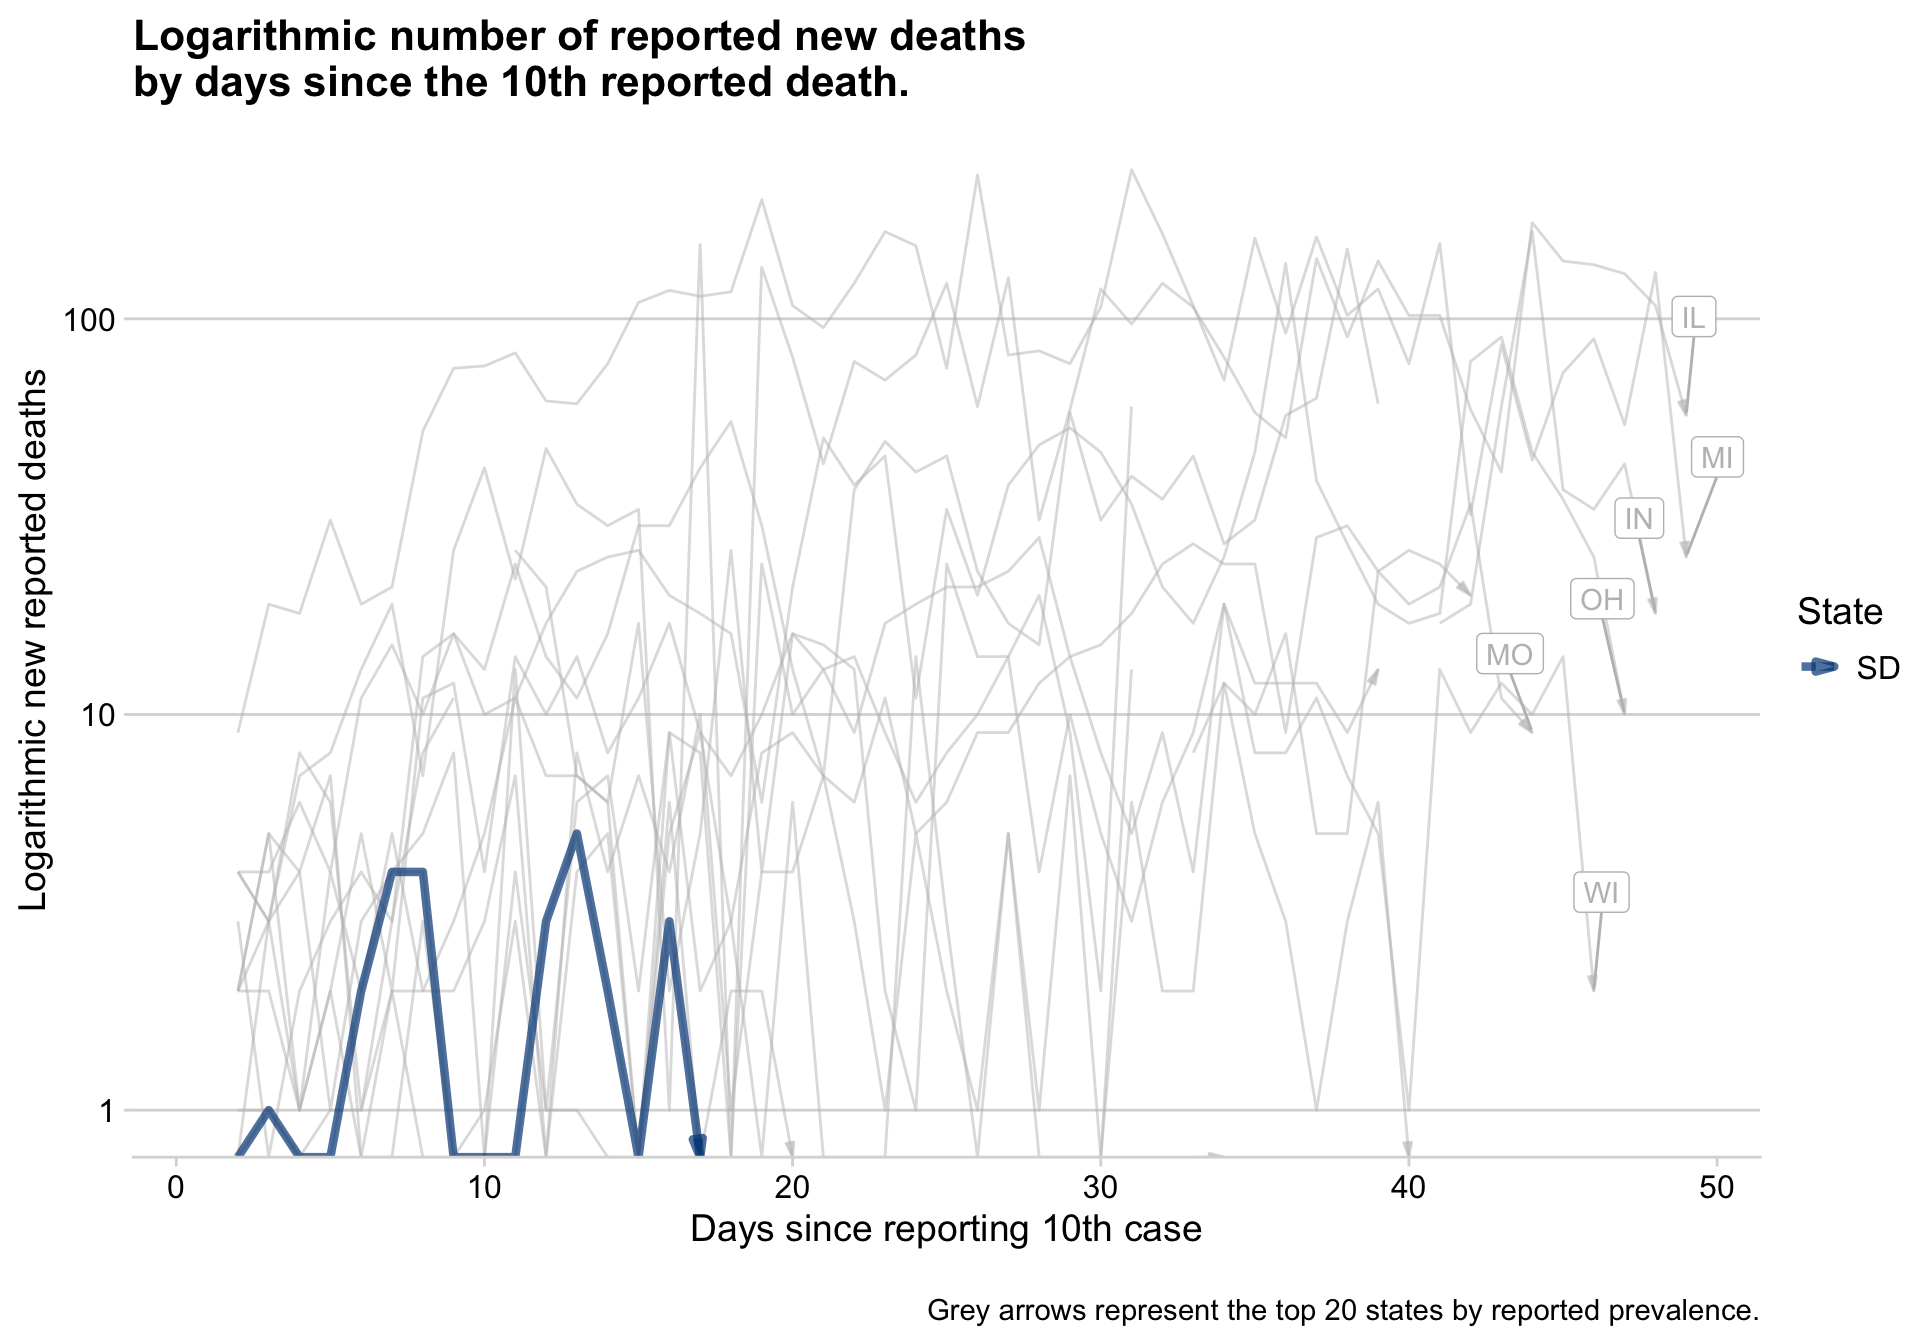 Logarithmic number of reported new deaths
by days since the 10th reported death.
Logarithmic new reported deaths
100
10
1
IL
MI
IN
OH
MO
WI
State
SD
0 10 20 30 40 50
Days since reporting 10th case
Grey arrows represent the top 20 states by reported prevalence.